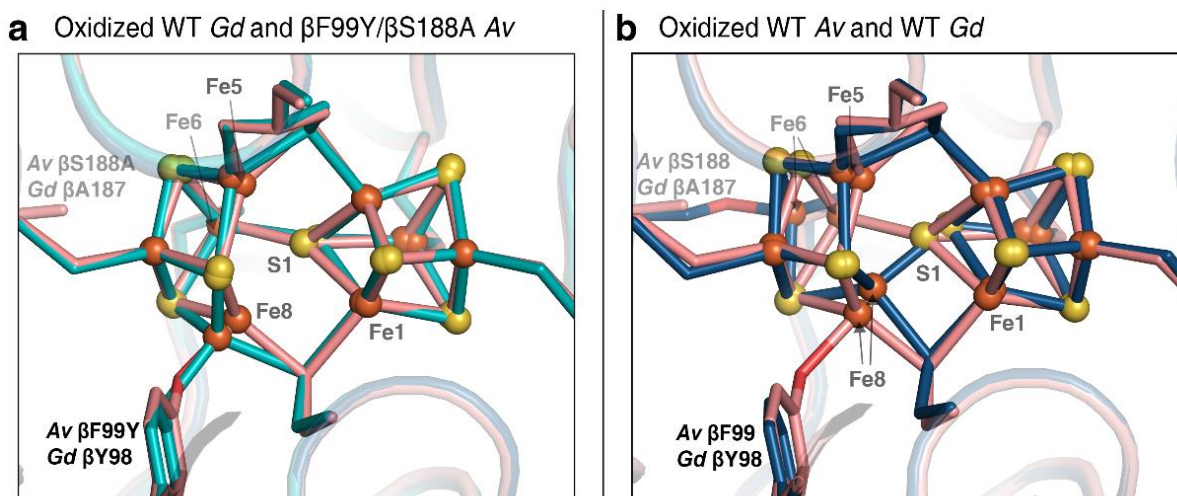 a Oxidized WT Gd and βF99Y/βS188A Av
Fe5
Fe6
Av βS188A
Gd βA187
S1
Fe8
Fe1
Av βF99Y
Gd βY98
b Oxidized WT Av and WT Gd
Fe5
Fe6
Av βS188
Gd βA187
S1
Fe1
Fe8
Av βF99
Gd βY98